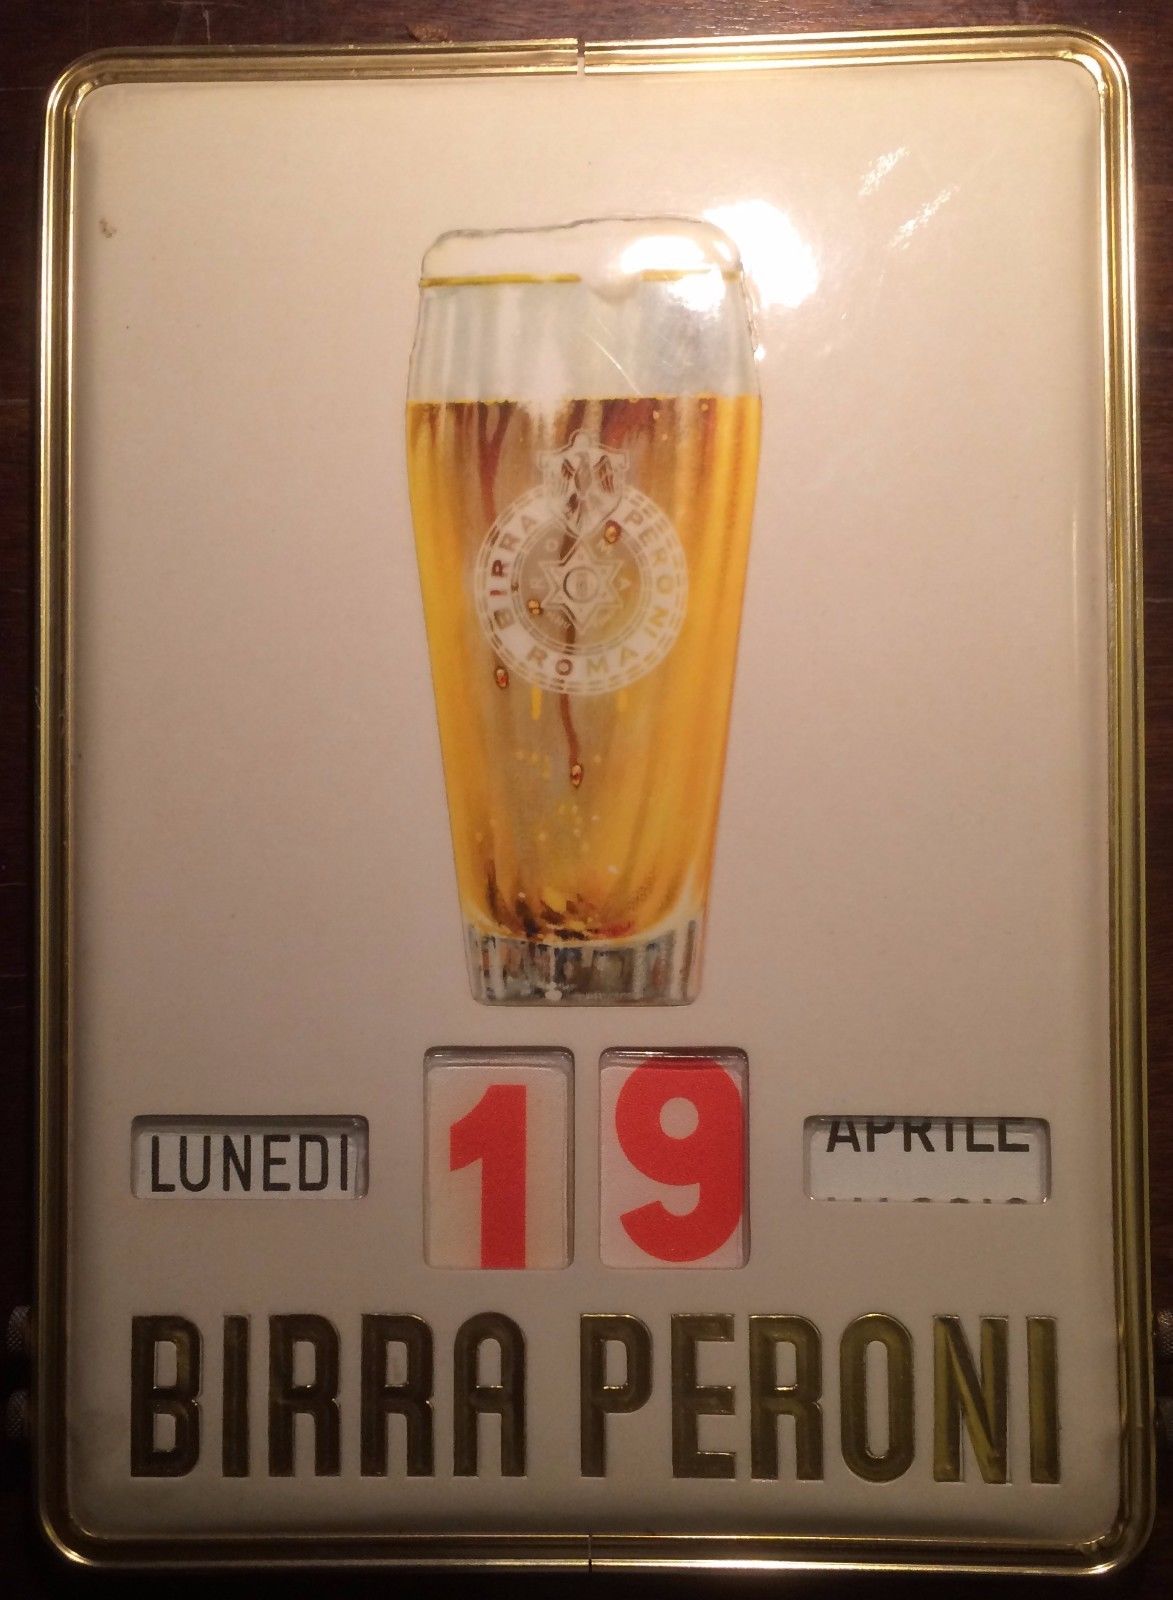 BIRRA PERONI
ROMA
LUNEDI 19 APRILE
BIRRA PERONI